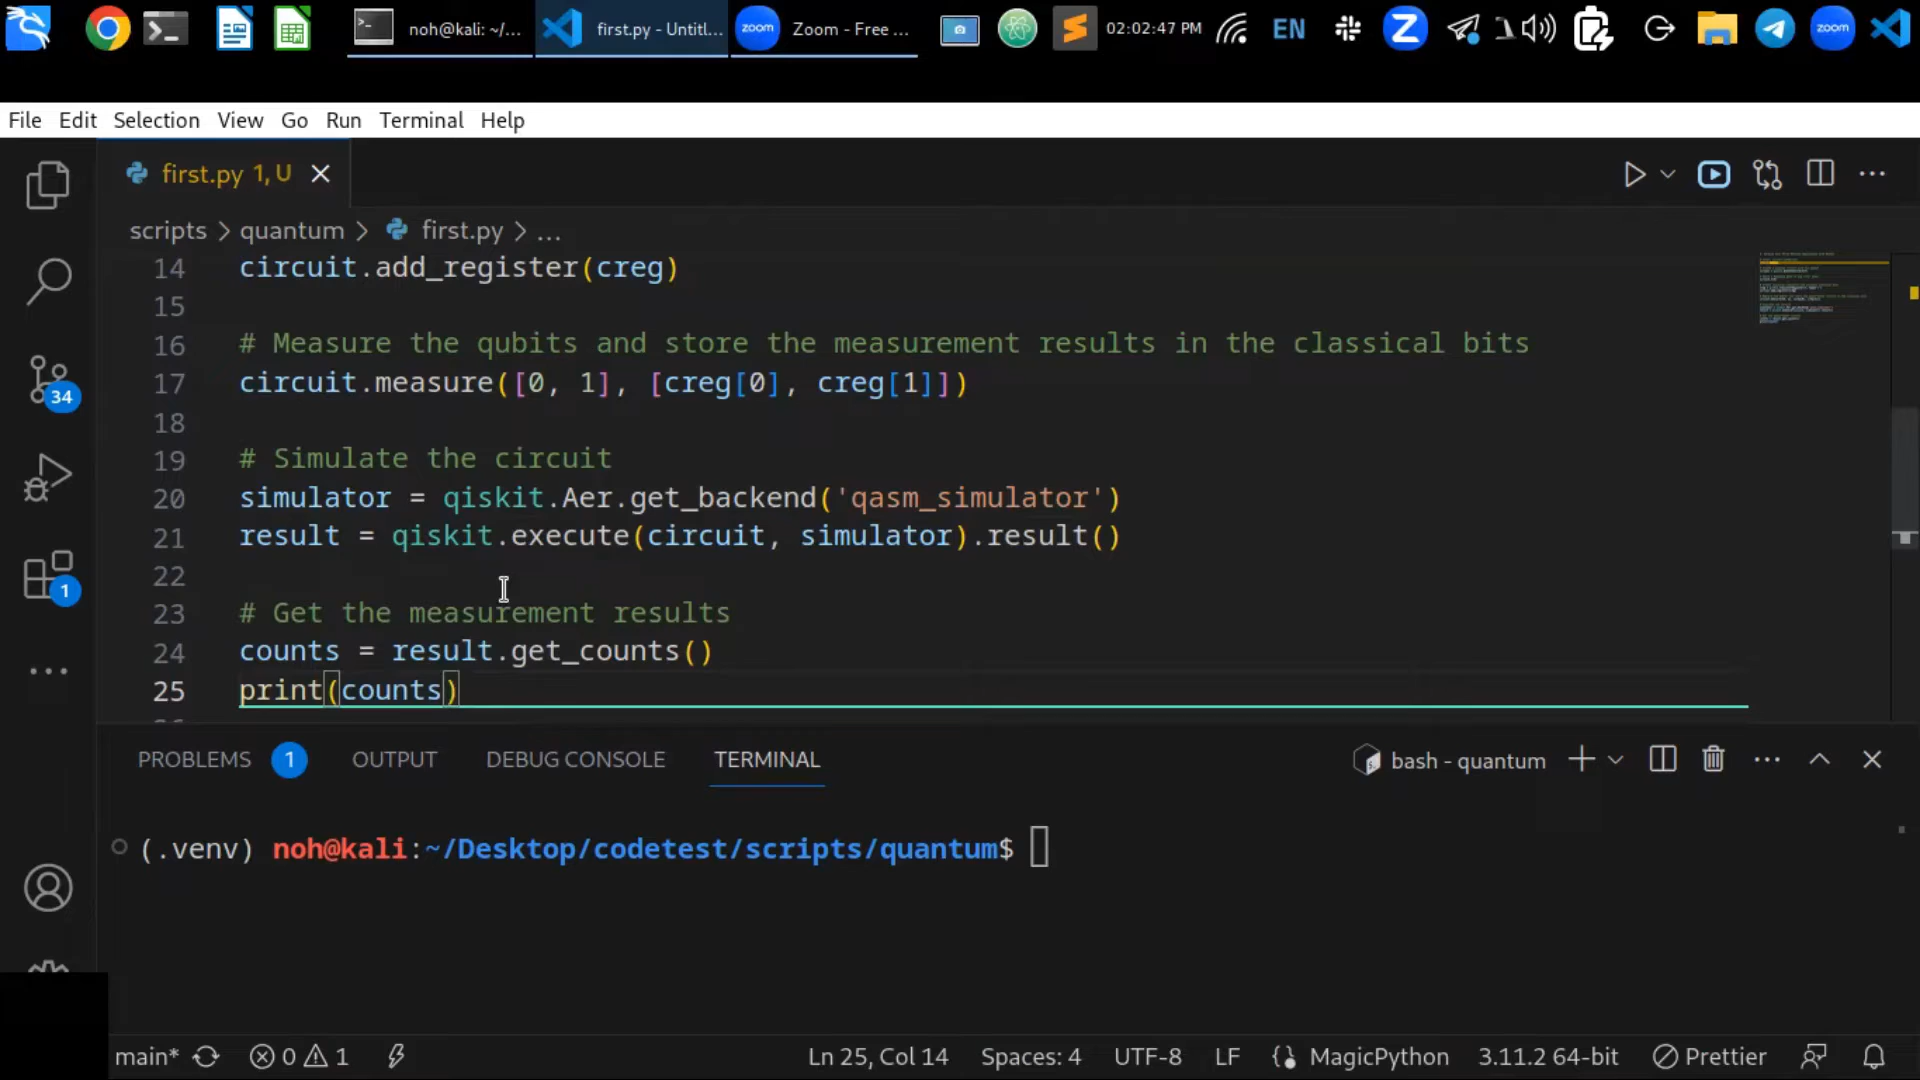 noh@kali: ~/...
first.py - Untitl...
zoom
Zoom - Free ...
02:02:47 PM
EN
Z
zoom
File Edit Selection View Go Run Terminal Help
first.py 1, U
scripts > quantum > first.py > ...
14 circuit.add_register(creg)
15
16 # Measure the qubits and store the measurement results in the classical bits
17 circuit.measure([0, 1], [creg[0], creg[1]])
18
19 # Simulate the circuit
20 simulator = qiskit.Aer.get_backend('qasm_simulator')
21 result = qiskit.execute(circuit, simulator).result()
22
23 # Get the measurement results
24 counts = result.get_counts()
25 print(counts)
34
1
PROBLEMS 1 OUTPUT DEBUG CONSOLE TERMINAL
bash - quantum
(.venv) noh@kali:~/Desktop/codetest/scripts/quantum$
main* 0 1 Ln 25, Col 14 Spaces: 4 UTF-8 LF MagicPython 3.11.2 64-bit Prettier